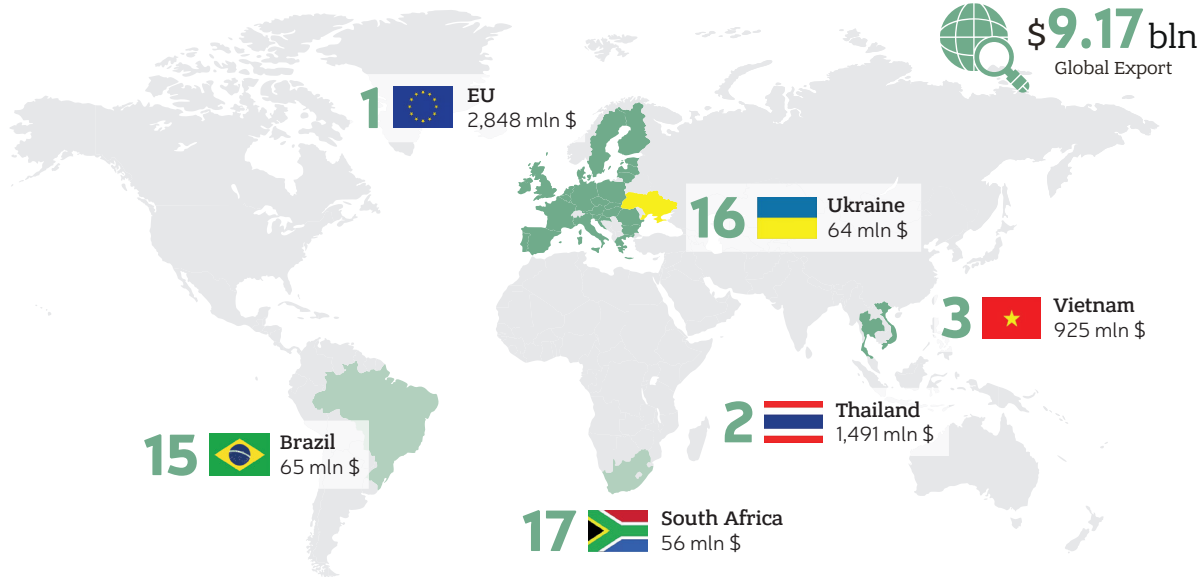 $9.17 bln
Global Export
1
EU
2,848 mln $
16
Ukraine
64 mln $
3
Vietnam
925 mln $
2
Thailand
1,491 mln $
15
Brazil
65 mln $
17
South Africa
56 mln $